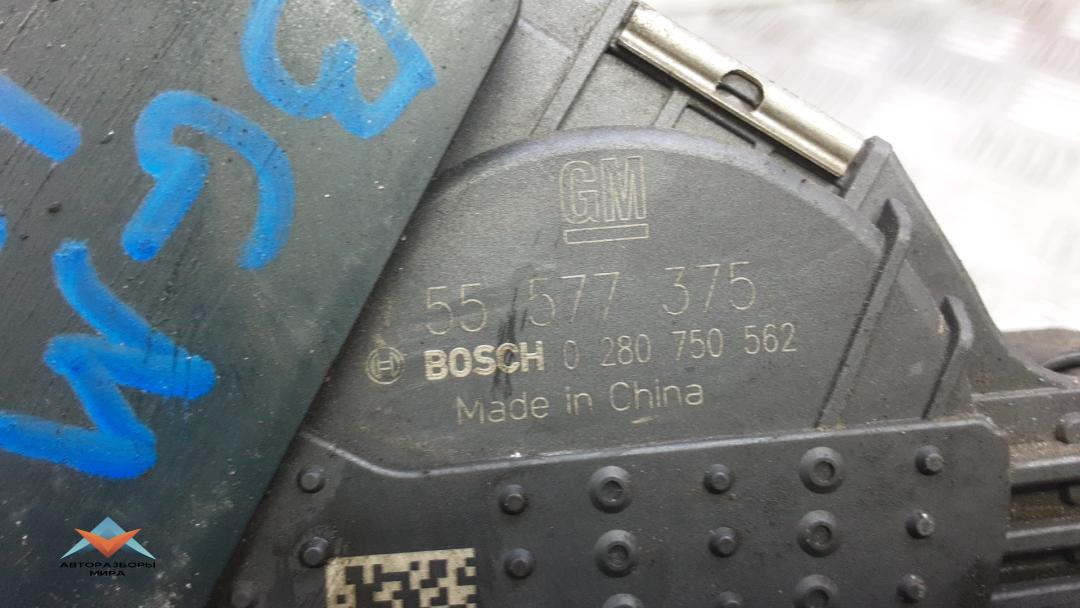 GM
55 577 375
BOSCH 0 280 750 562
Made in China
АВТОРАЗБОРЫ
МИРА